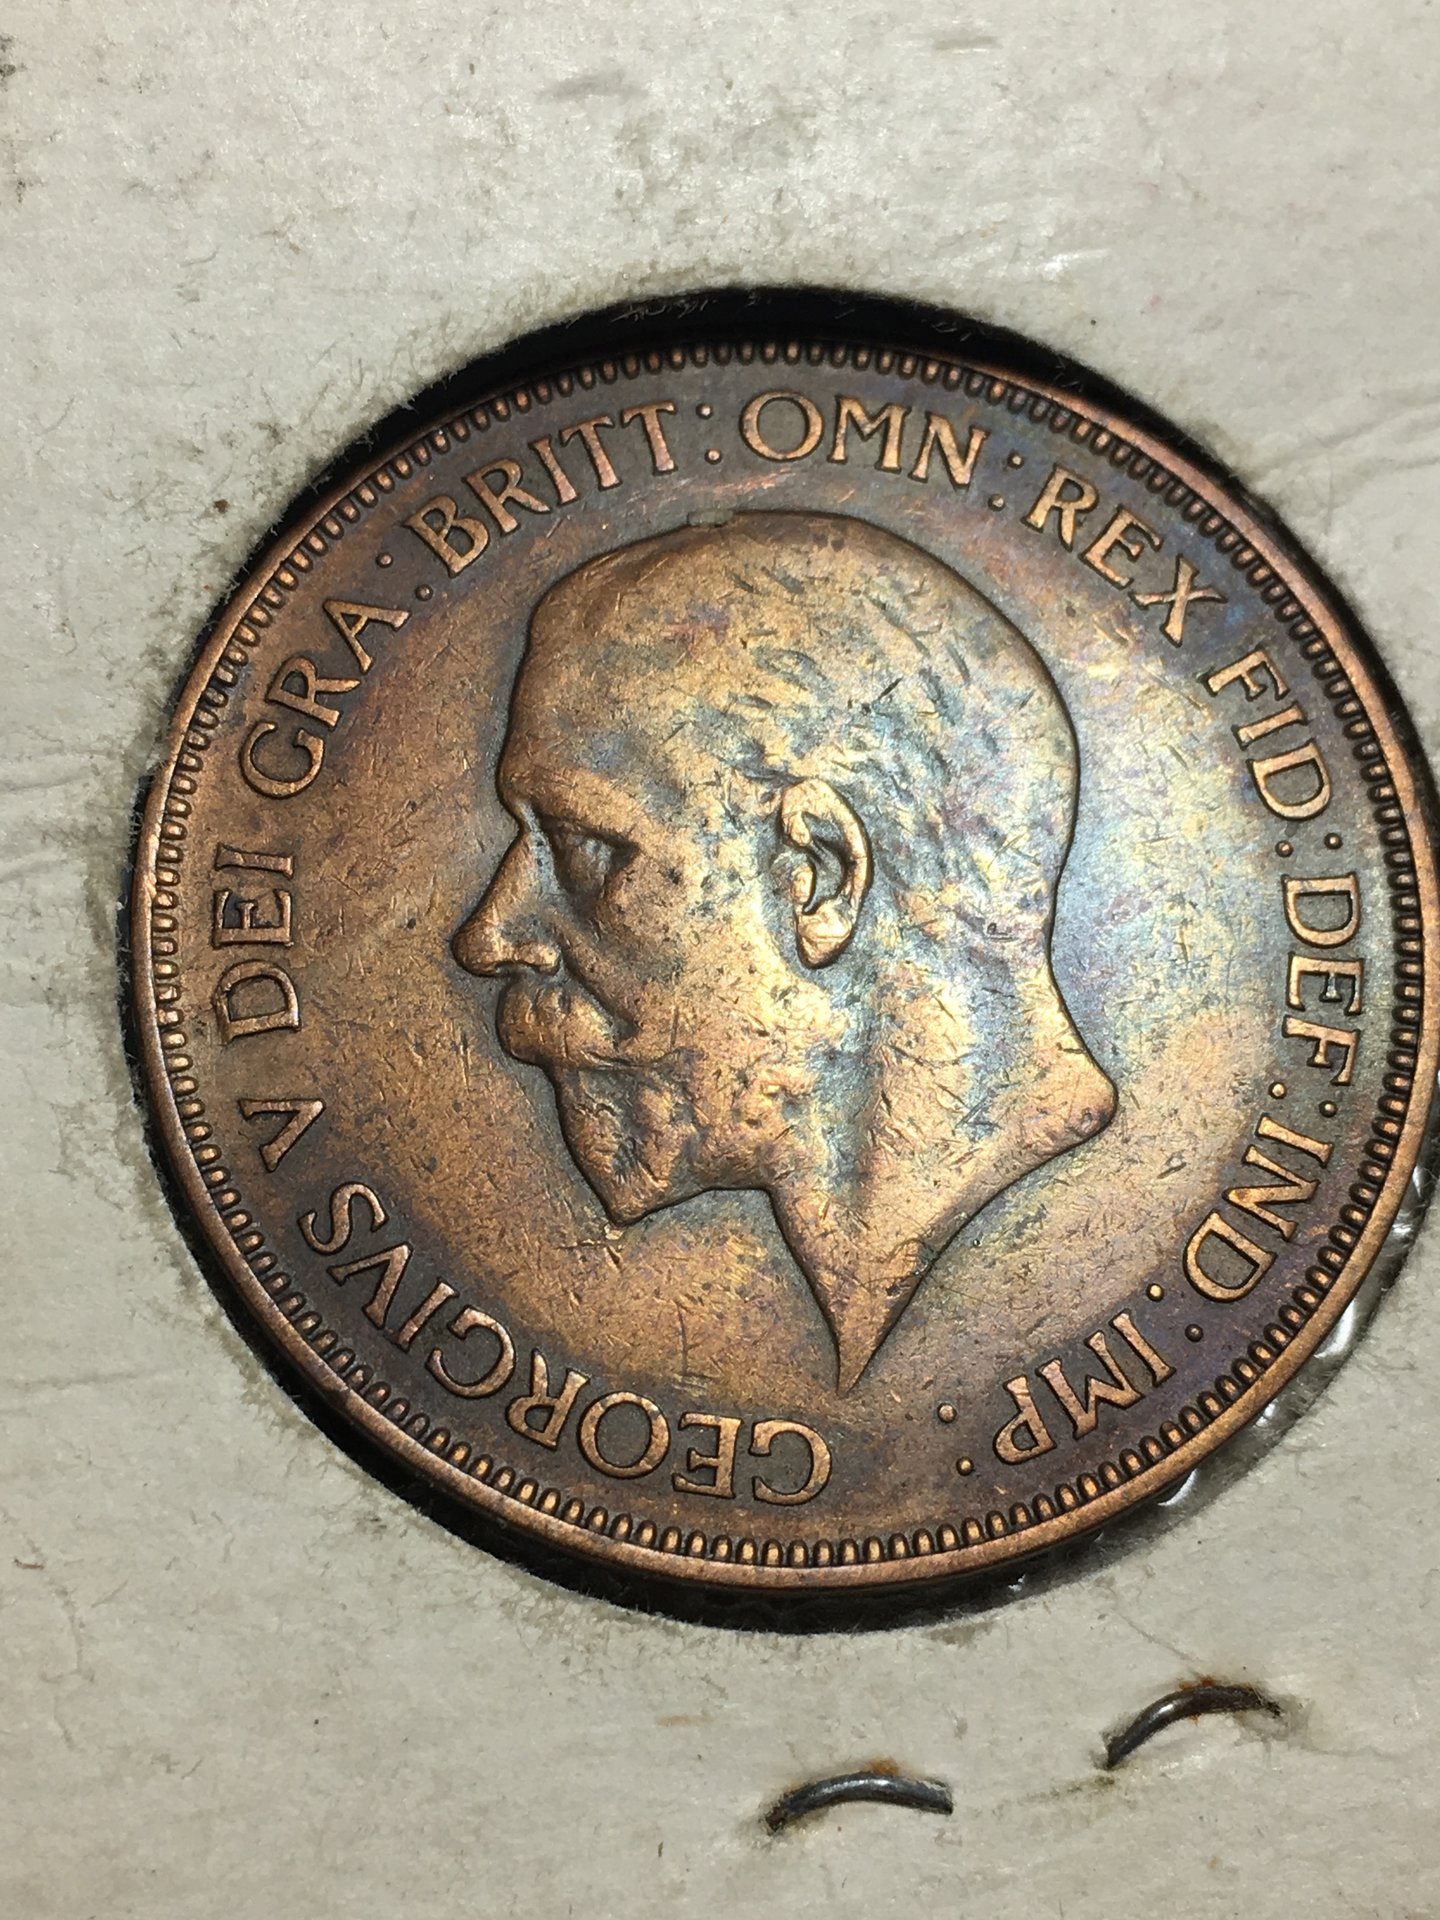 GEORGIVS V DEI GRA: BRITT: OMN: REX FID: DEF: IND: IMP: